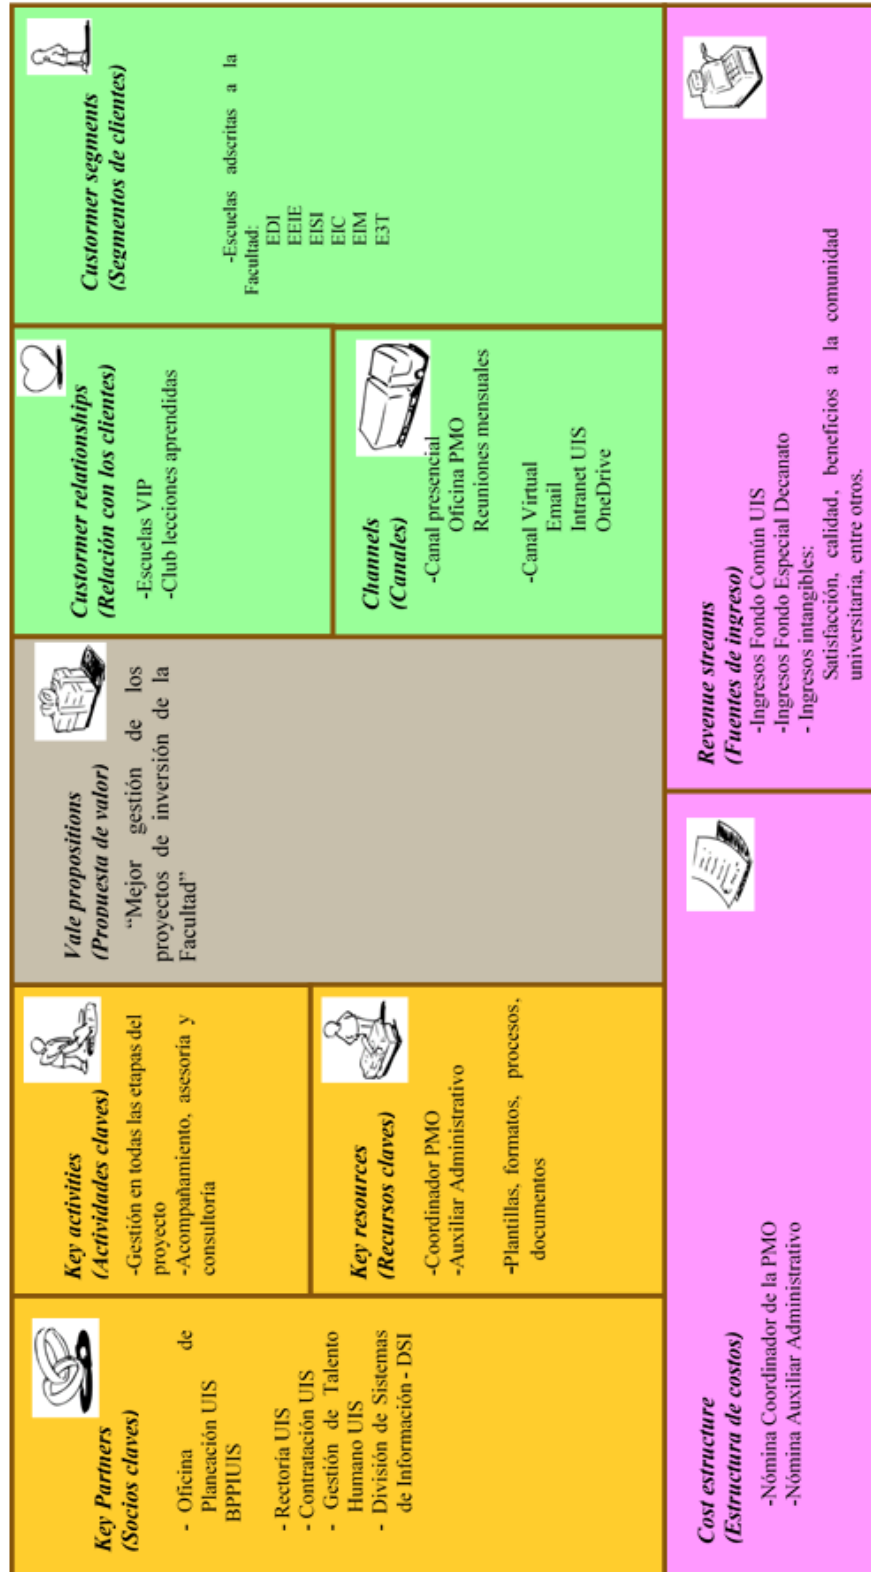 Key Partners
(Socios claves)
- Oficina de
Planeación UIS
BPPIUIS
- Rectoría UIS
- Contratación UIS
- Gestión de Talento
Humano UIS
- División de Sistemas
de Información - DSI
Key activities
(Actividades claves)
-Gestión en todas las etapas del
proyecto
-Acompañamiento, asesoría y
consultoría
Key resources
(Recursos claves)
-Coordinador PMO
-Auxiliar Administrativo
-Plantillas, formatos, procesos,
documentos
Vale propositions
(Propuesta de valor)
“Mejor gestión de los
proyectos de inversión de la
Facultad”
Custormer relationships
(Relación con los clientes)
-Escuelas VIP
-Club lecciones aprendidas
Channels
(Canales)
-Canal presencial
Oficina PMO
Reuniones mensuales
-Canal Virtual
Email
Intranet UIS
OneDrive
Custormer segments
(Segmentos de clientes)
-Escuelas adscritas a la
Facultad:
EDI
EEIE
EISI
EIC
EIM
E3T
Cost estructure
(Estructura de costos)
-Nómina Coordinador de la PMO
-Nómina Auxiliar Administrativo
Revenue streams
(Fuentes de ingreso)
-Ingresos Fondo Común UIS
-Ingresos Fondo Especial Decanato
- Ingresos intangibles:
Satisfacción, calidad, beneficios a la comunidad
universitaria, entre otros.